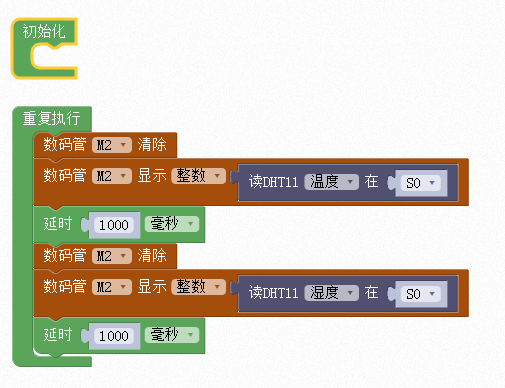 初始化
重复执行
数码管 M2 清除
数码管 M2 显示 整数 读DHT11 温度 在 S0
延时 1000 毫秒
数码管 M2 清除
数码管 M2 显示 整数 读DHT11 湿度 在 S0
延时 1000 毫秒